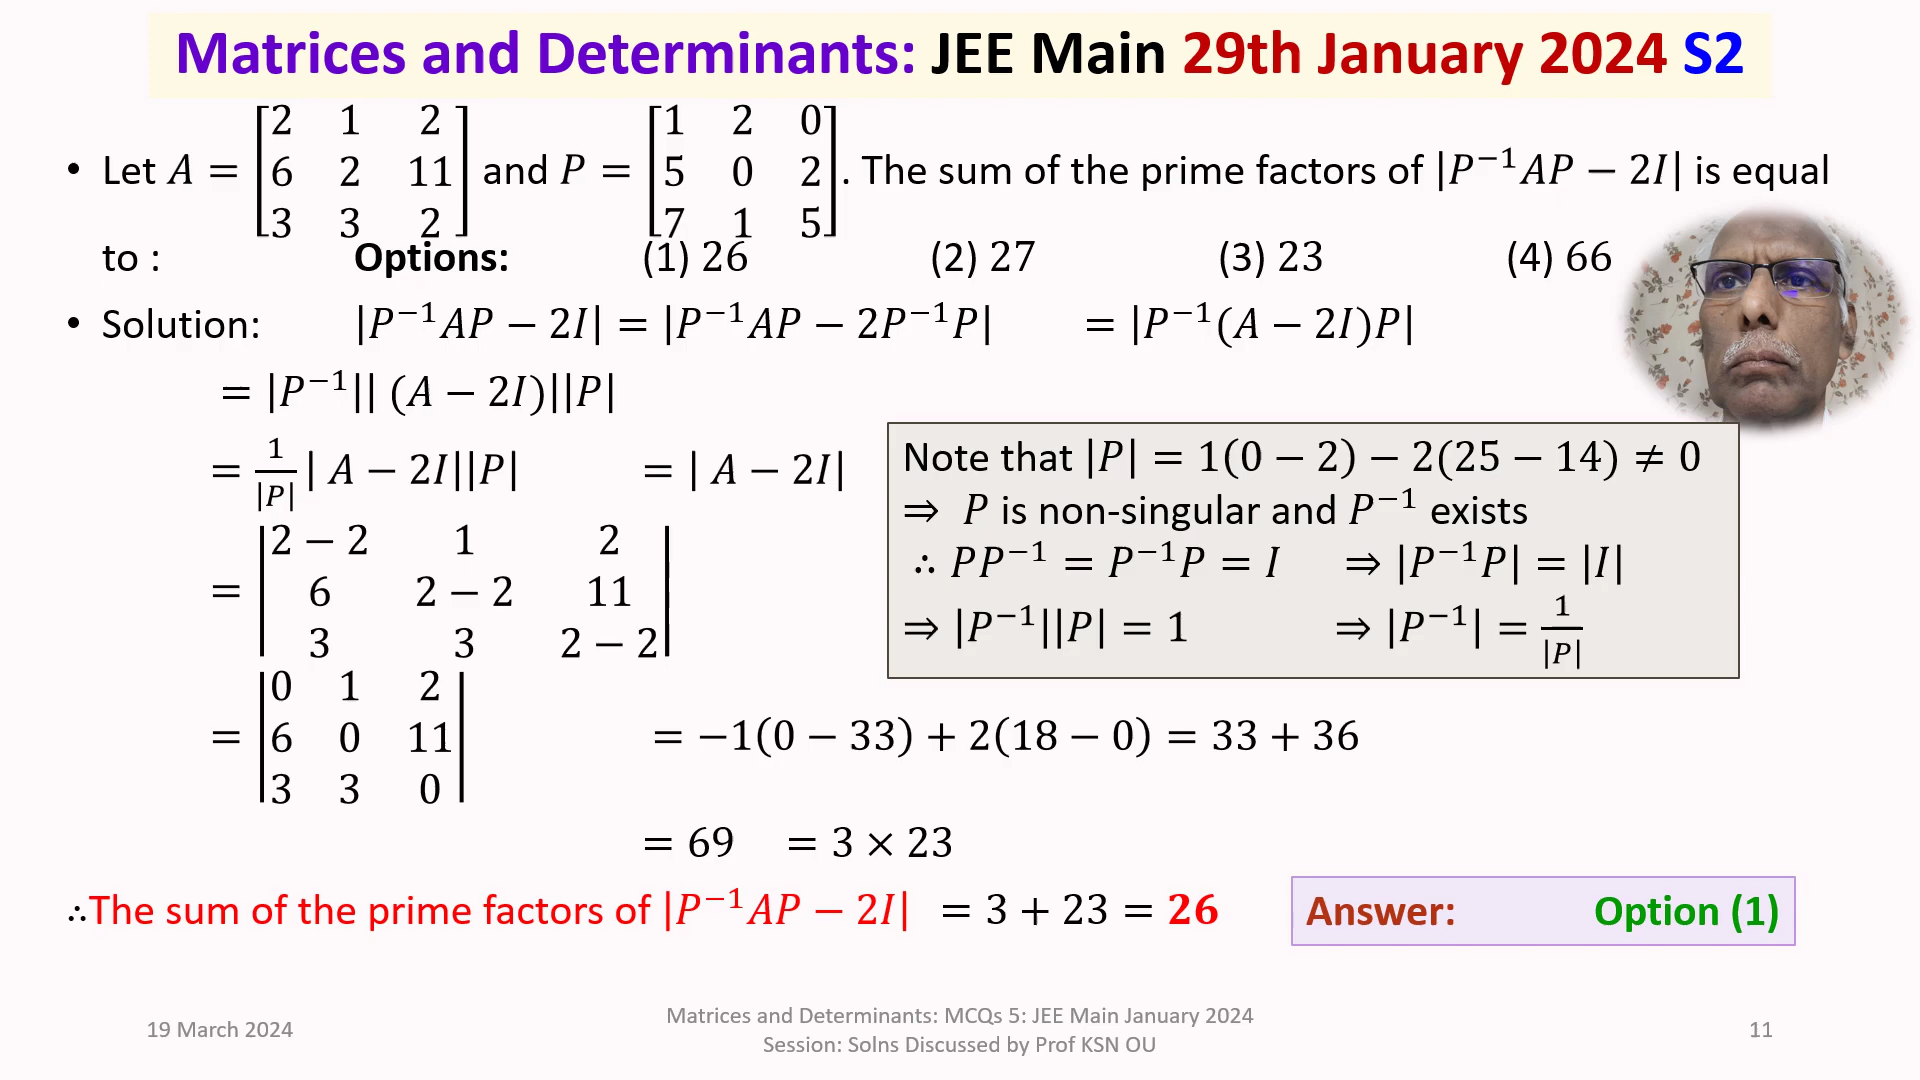 Matrices and Determinants: JEE Main 29th January 2024 S2
• Let A = [2 1 2; 6 2 11; 3 3 2] and P = [1 2 0; 5 0 2; 7 1 5]. The sum of the prime factors of |P⁻¹AP − 2I| is equal
to : Options: (1) 26 (2) 27 (3) 23 (4) 66
• Solution: |P⁻¹AP − 2I| = |P⁻¹AP − 2P⁻¹P| = |P⁻¹(A − 2I)P|
= |P⁻¹|| (A − 2I)||P|
= 1/|P| | A − 2I||P| = | A − 2I|
Note that |P| = 1(0 − 2) − 2(25 − 14) ≠ 0
⇒ P is non-singular and P⁻¹ exists
∴ PP⁻¹ = P⁻¹P = I ⇒ |P⁻¹P| = |I|
⇒ |P⁻¹||P| = 1 ⇒ |P⁻¹| = 1/|P|
= |2 − 2 1 2; 6 2 − 2 11; 3 3 2 − 2|
= |0 1 2; 6 0 11; 3 3 0| = −1(0 − 33) + 2(18 − 0) = 33 + 36
= 69 = 3 × 23
∴The sum of the prime factors of |P⁻¹AP − 2I| = 3 + 23 = 26
Answer: Option (1)
19 March 2024
Matrices and Determinants: MCQs 5: JEE Main January 2024
Session: Solns Discussed by Prof KSN OU
11